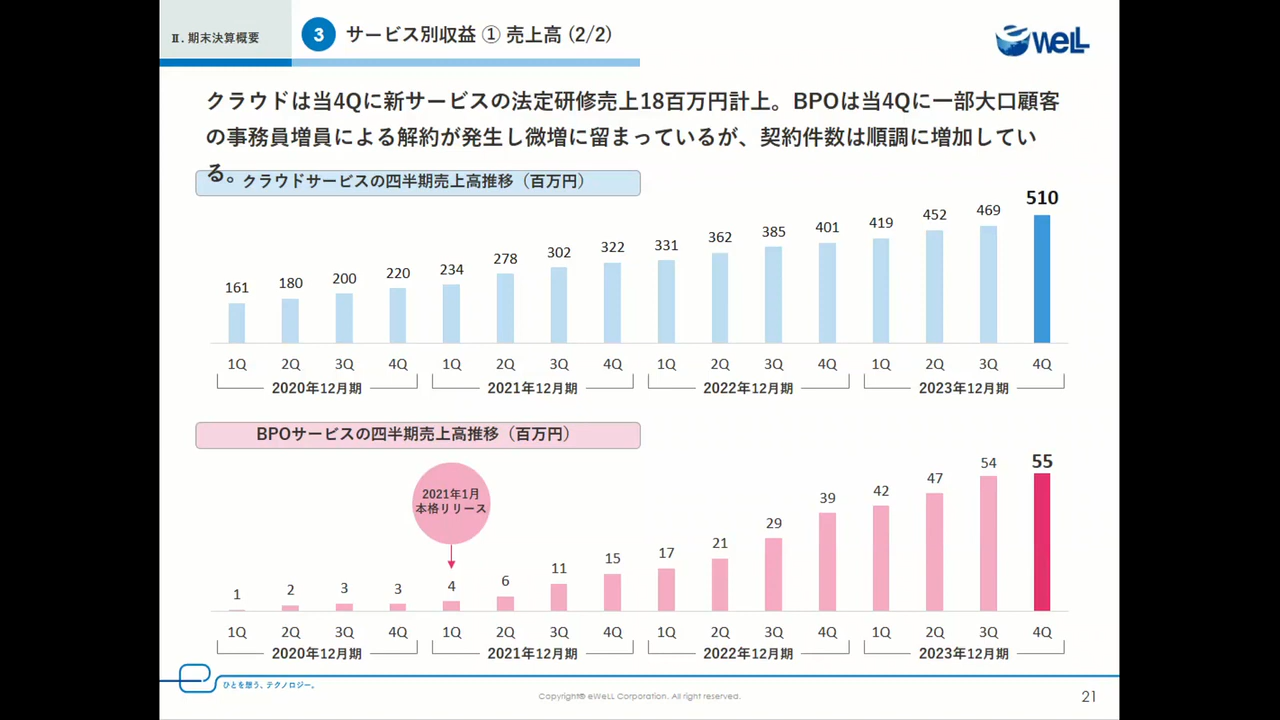 Ⅱ. 期末決算概要
3 サービス別収益 ① 売上高 (2/2)
eWeLL
クラウドは当4Qに新サービスの法定研修売上18百万円計上。BPOは当4Qに一部大口顧客
の事務員増員による解約が発生し微増に留まっているが、契約件数は順調に増加してい
る。
クラウドサービスの四半期売上高推移（百万円）
161 180 200 220 234 278 302 322 331 362 385 401 419 452 469 510
1Q 2Q 3Q 4Q 1Q 2Q 3Q 4Q 1Q 2Q 3Q 4Q 1Q 2Q 3Q 4Q
2020年12月期 2021年12月期 2022年12月期 2023年12月期
BPOサービスの四半期売上高推移（百万円）
2021年1月
本格リリース
1 2 3 3 4 6 11 15 17 21 29 39 42 47 54 55
1Q 2Q 3Q 4Q 1Q 2Q 3Q 4Q 1Q 2Q 3Q 4Q 1Q 2Q 3Q 4Q
2020年12月期 2021年12月期 2022年12月期 2023年12月期
ひとを想う、テクノロジー。
Copyright© eWeLL Corporation. All right reserved.
21